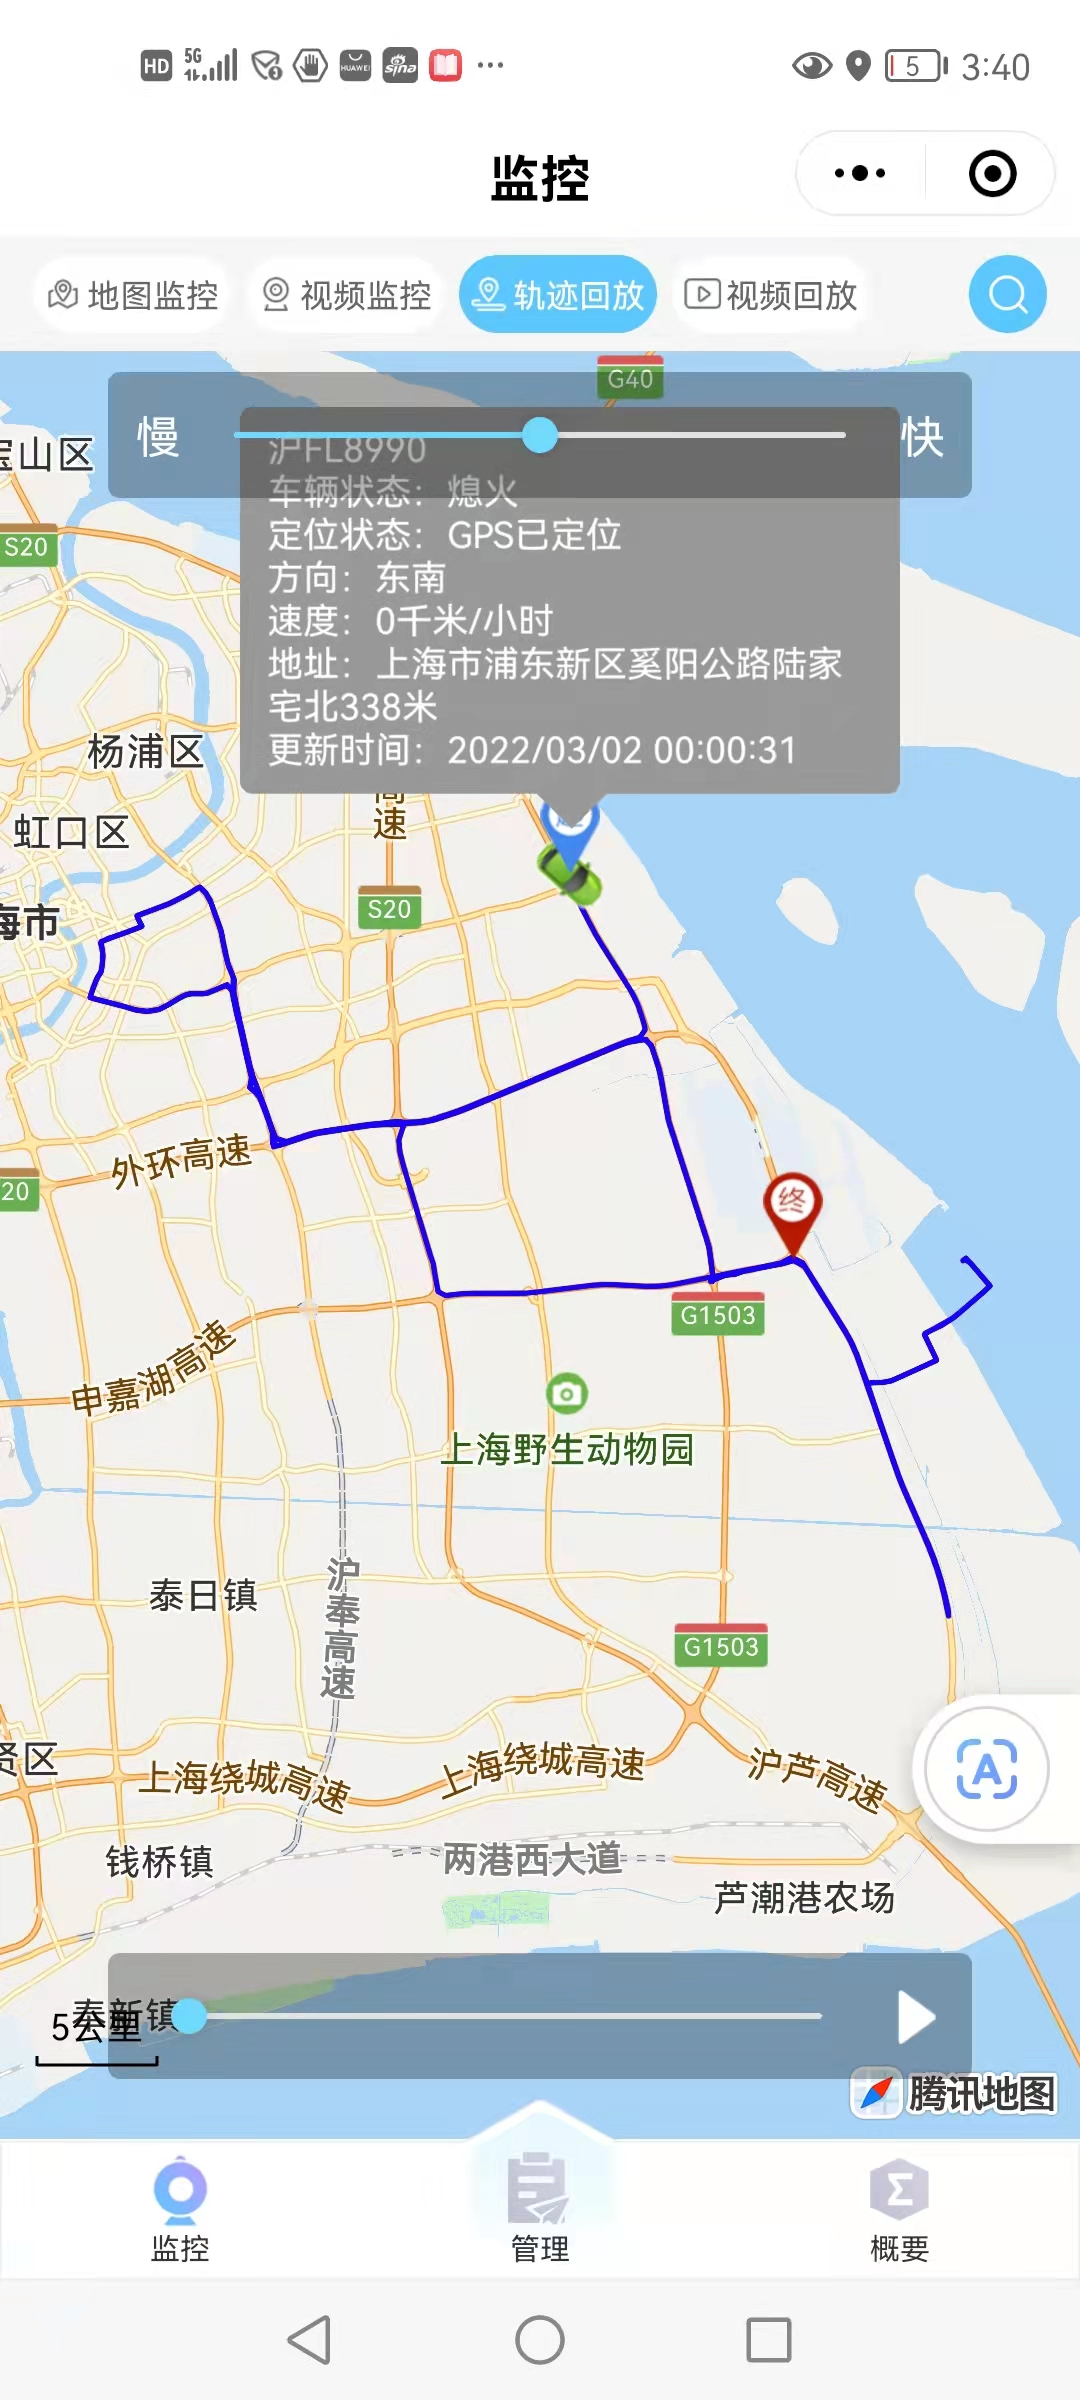 HD 5G HUAWEI sina 5 3:40
监控
地图监控 视频监控 轨迹回放 视频回放
G40
慢 快
宝山区
沪FL8990
车辆状态：熄火
S20
定位状态：GPS已定位
方向：东南
速度：0千米/小时
地址：上海市浦东新区奚阳公路陆家
宅北338米
杨浦区
更新时间：2022/03/02 00:00:31
高速
虹口区
S20
海市
外环高速
20
终
G1503
申嘉湖高速
上海野生动物园
沪奉高速
泰日镇
G1503
贤区
上海绕城高速
上海绕城高速
沪芦高速
A
钱桥镇
两港西大道
芦潮港农场
奉新镇
5公里
腾讯地图
监控 管理 概要